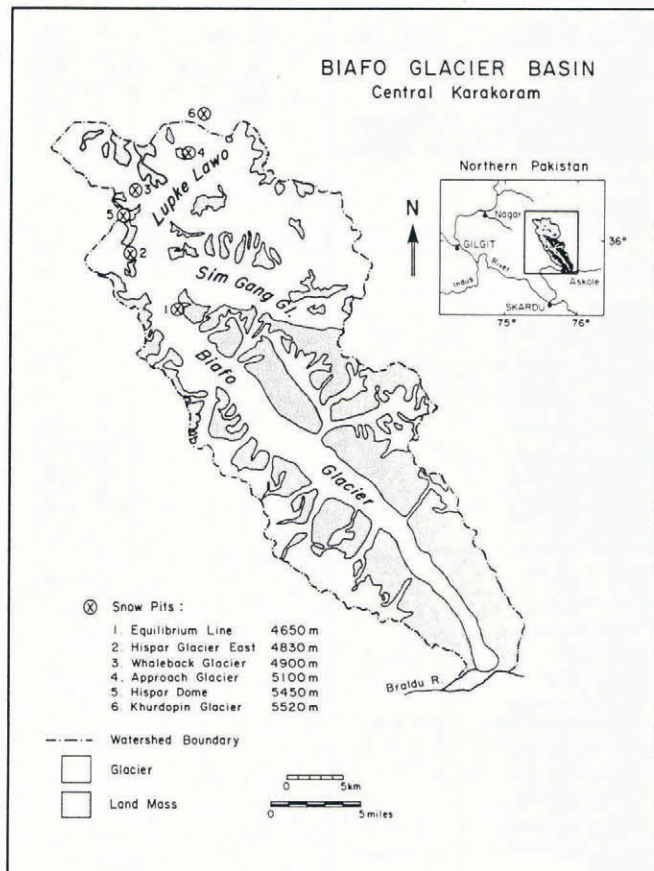 BIAFO GLACIER BASIN
Central Karakoram
6
4
3
5
2
1
Lupke Lawo
Sim Gang Gl.
Biafo
Glacier
Northern Pakistan
N
Nagar
GILGIT
Indus River
SKARDU
Askole
36°
75° 76°
Braldu R.
Snow Pits :
1. Equilibrium Line 4650 m
2. Hispar Glacier East 4830 m
3. Whaleback Glacier 4900 m
4. Approach Glacier 5100 m
5. Hispar Dome 5450 m
6. Khurdopin Glacier 5520 m
Watershed Boundary
Glacier
Land Mass
0 5km
0 5 miles